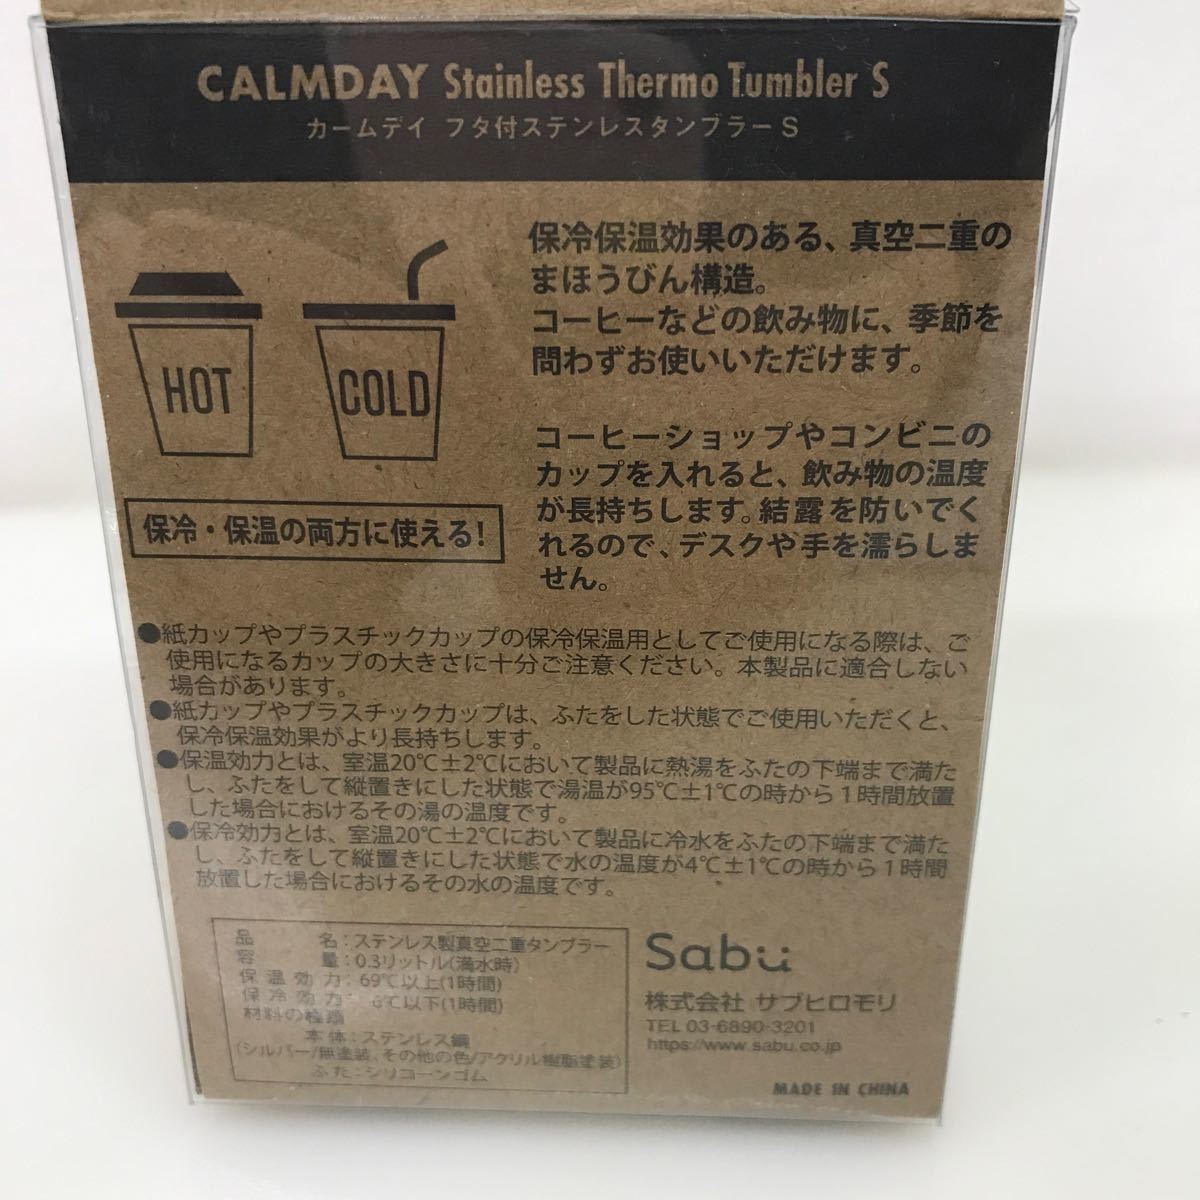 CALMDAY Stainless Thermo Tumbler S
カームデイ フタ付ステンレスタンブラー S
HOT
COLD
保冷・保温の両方に使える!
保冷保温効果のある、真空二重の
まほうびん構造。
コーヒーなどの飲み物に、季節を
問わずお使いいただけます。
コーヒーショップやコンビニの
カップを入れると、飲み物の温度
が長持ちします。結露を防いでく
れるので、デスクや手を濡らしま
せん。
●紙カップやプラスチックカップの保冷保温用としてご使用になる際は、ご
使用になるカップの大きさに十分ご注意ください。本製品に適合しない
場合があります。
●紙カップやプラスチックカップは、ふたをした状態でご使用いただくと、
保冷保温効果がより長持ちします。
●保温効力とは、室温20℃±2℃において製品に熱湯をふたの下端まで満た
し、ふたをして縦置きにした状態で湯温が95℃±1℃の時から1時間放置
した場合におけるその湯の温度です。
●保冷効力とは、室温20℃±2℃において製品に冷水をふたの下端まで満た
し、ふたをして縦置きにした状態で水の温度が4℃±1℃の時から1時間
放置した場合におけるその水の温度です。
品名:ステンレス製真空二重タンブラー
容量:0.3リットル(満水時)
保温効力:69℃以上(1時間)
保冷効力:6℃以下(1時間)
材料の種類
本体:ステンレス鋼
(シルバー/無塗装、その他の色/アクリル樹脂塗装)
ふた:シリコーンゴム
Sabu
株式会社 サブヒロモリ
TEL 03-6890-3201
https://www.sabu.co.jp
MADE IN CHINA